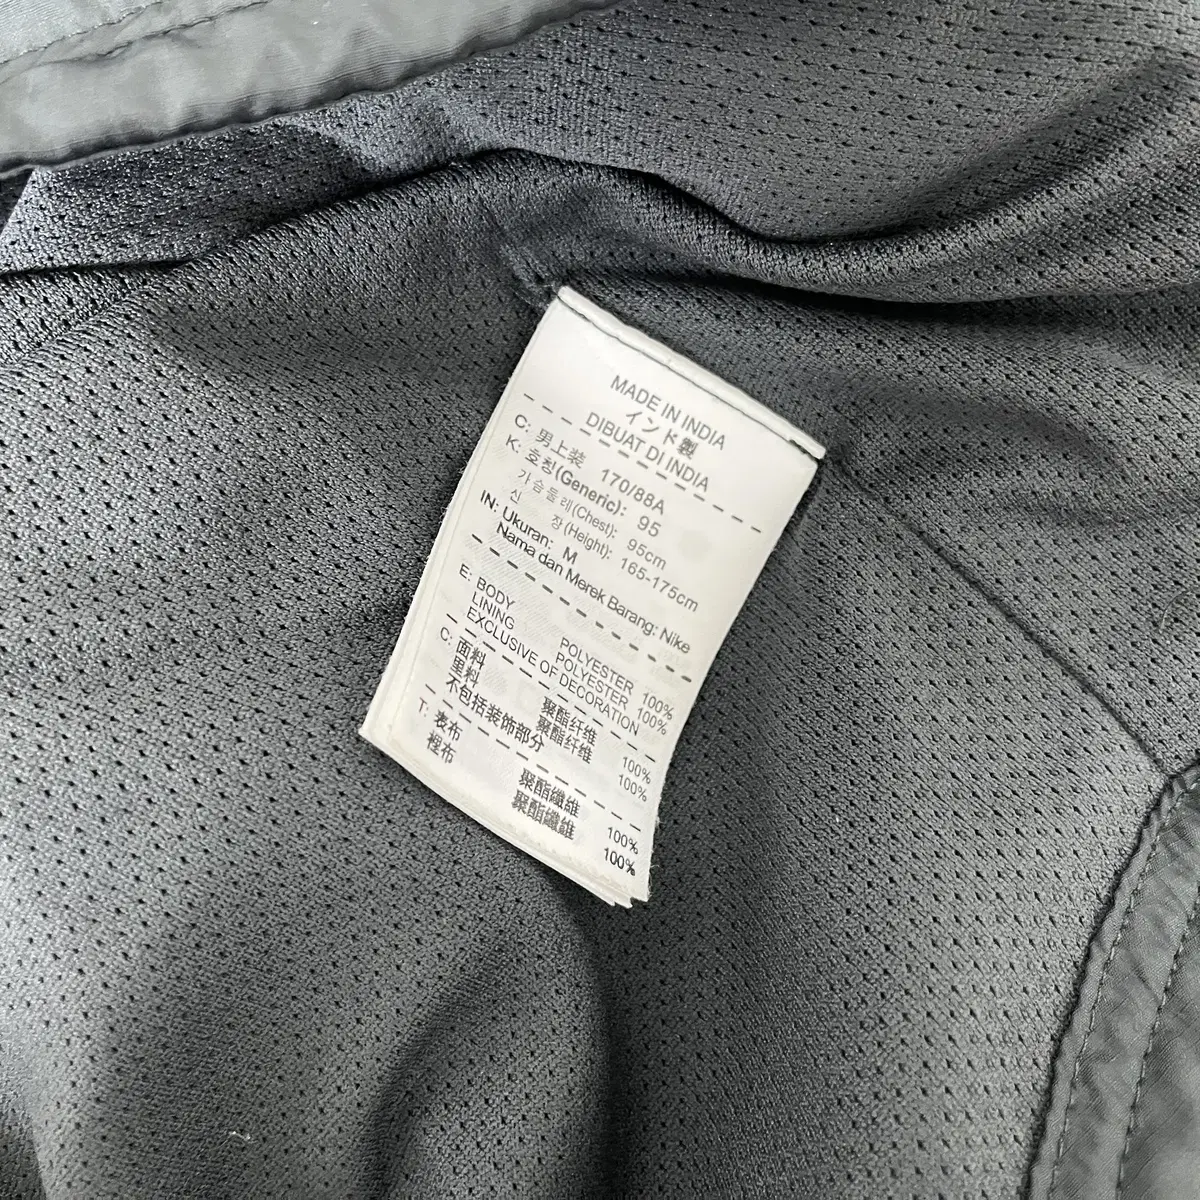 MADE IN INDIA
インド製
DIBUAT DI INDIA
C: 男上装 170/88A
K: 호칭(Generic): 95
가슴둘레(Chest): 95cm
신 장(Height): 165-175cm
IN: Ukuran: M
Nama dan Merek Barang: Nike
E: BODY POLYESTER 100%
LINING POLYESTER 100%
EXCLUSIVE OF DECORATION
C: 面料 聚酯纤维 100%
里料 聚酯纤维 100%
不包括装饰部分
T: 表布 聚酯纖維 100%
裡布 聚酯纖維 100%